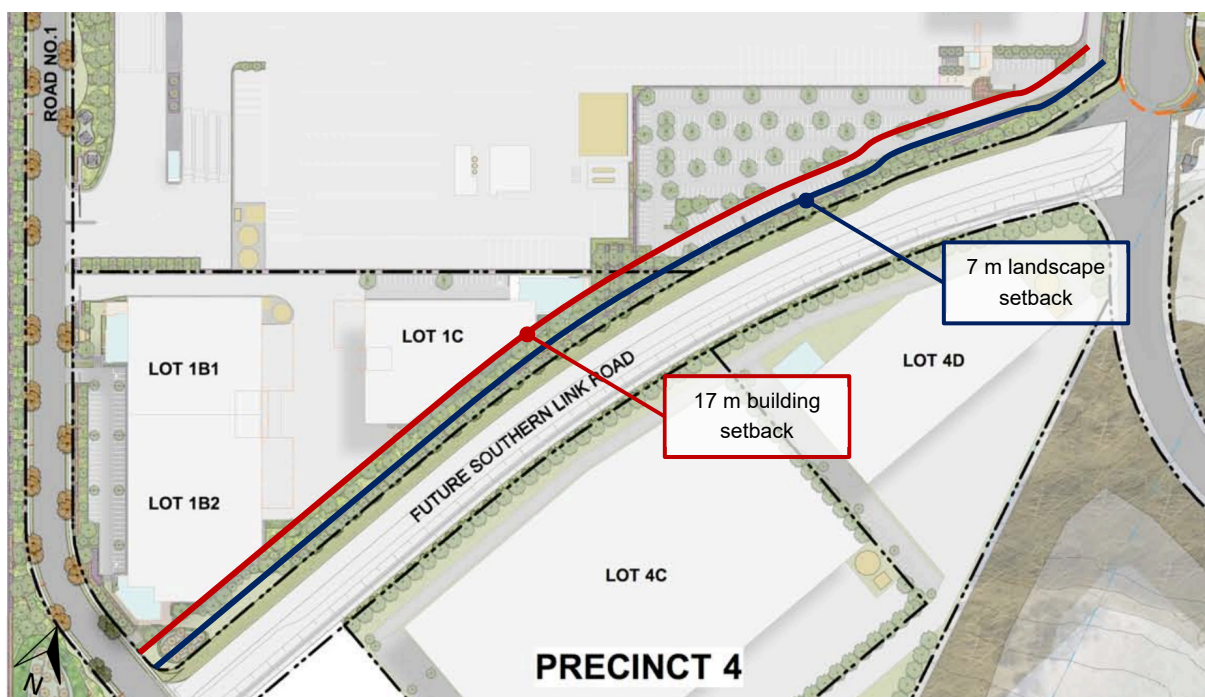 ROAD NO.1
7 m landscape
setback
LOT 1C
LOT 1B1
LOT 4D
FUTURE SOUTHERN LINK ROAD
17 m building
setback
LOT 1B2
LOT 4C
PRECINCT 4
N